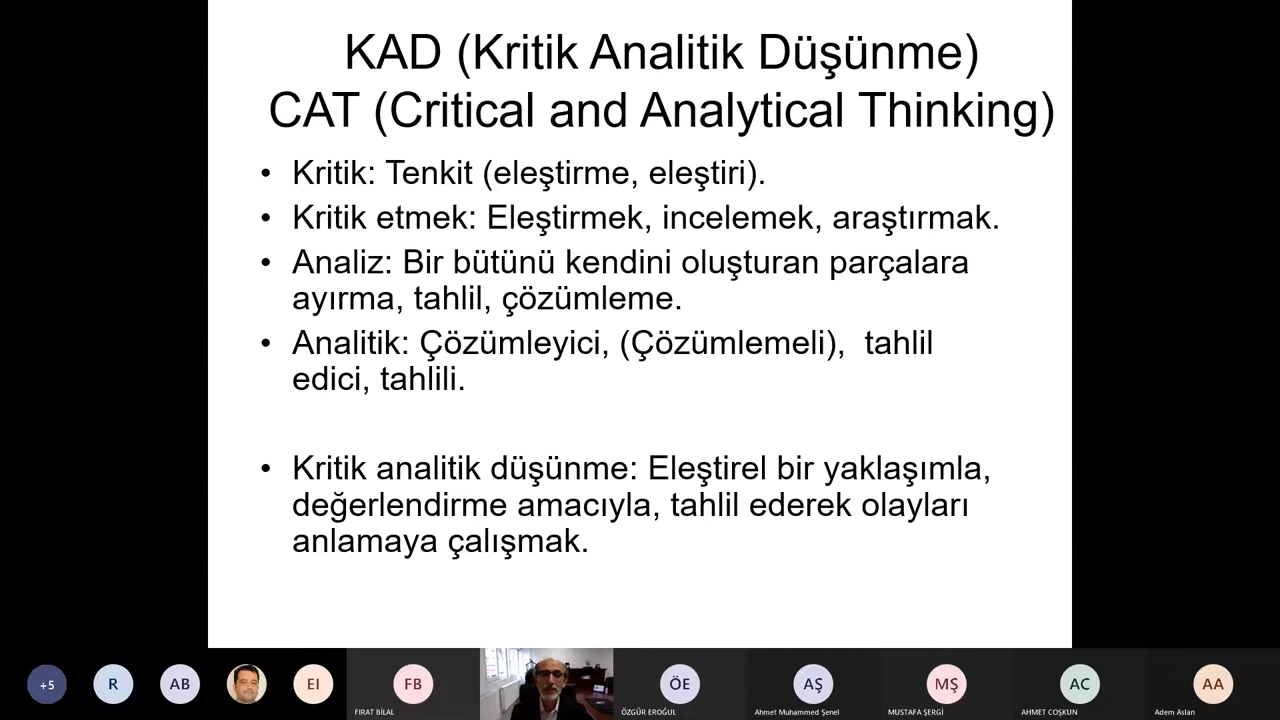 KAD (Kritik Analitik Düşünme)
CAT (Critical and Analytical Thinking)
• Kritik: Tenkit (eleştirme, eleştiri).
• Kritik etmek: Eleştirmek, incelemek, araştırmak.
• Analiz: Bir bütünü kendini oluşturan parçalara
ayırma, tahlil, çözümleme.
• Analitik: Çözümleyici, (Çözümlemeli),  tahlil
edici, tahlili.
• Kritik analitik düşünme: Eleştirel bir yaklaşımla,
değerlendirme amacıyla, tahlil ederek olayları
anlamaya çalışmak.
+5 R AB EI FB ÖE AŞ MŞ AC AA
FIRAT BİLAL ÖZGÜR EROĞUL Ahmet Muhammed Şenel MUSTAFA ŞERGİ AHMET COŞKUN Adem Aslan